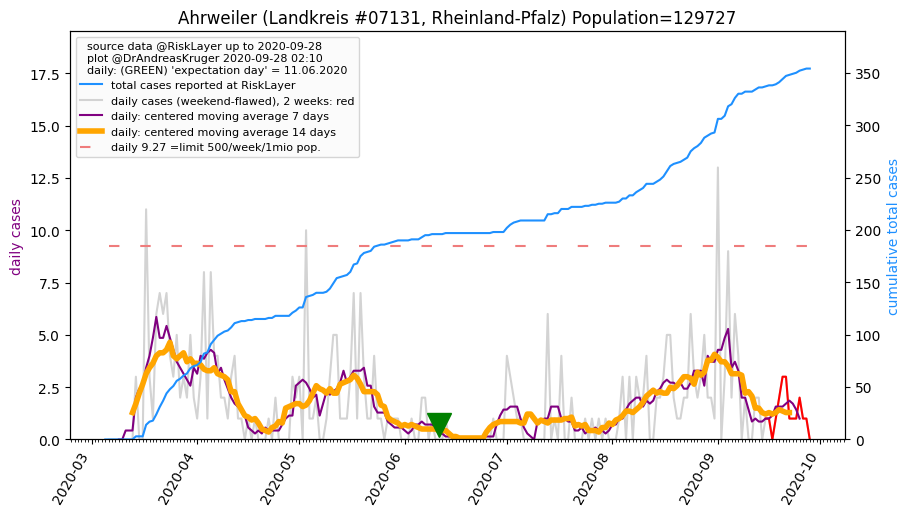 Ahrweiler (Landkreis #07131, Rheinland-Pfalz) Population=129727
source data @RiskLayer up to 2020-09-28
plot @DrAndreasKruger 2020-09-28 02:10
daily: (GREEN) 'expectation day' = 11.06.2020
total cases reported at RiskLayer
daily cases (weekend-flawed), 2 weeks: red
daily: centered moving average 7 days
daily: centered moving average 14 days
daily 9.27 =limit 500/week/1mio pop.
daily cases
17.5
15.0
12.5
10.0
7.5
5.0
2.5
0.0
350
300
250
200
150
100
50
0
cumulative total cases
2020-03
2020-04
2020-05
2020-06
2020-07
2020-08
2020-09
2020-10